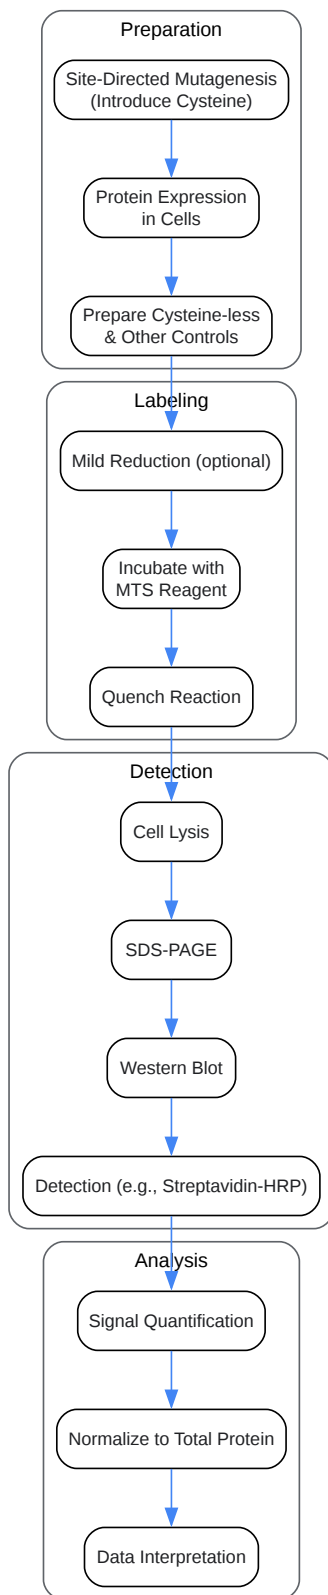 Preparation
Site-Directed Mutagenesis
(Introduce Cysteine)
Protein Expression
in Cells
Prepare Cysteine-less
& Other Controls
Labeling
Mild Reduction (optional)
Incubate with
MTS Reagent
Quench Reaction
Detection
Cell Lysis
SDS-PAGE
Western Blot
Detection (e.g., Streptavidin-HRP)
Analysis
Signal Quantification
Normalize to Total Protein
Data Interpretation